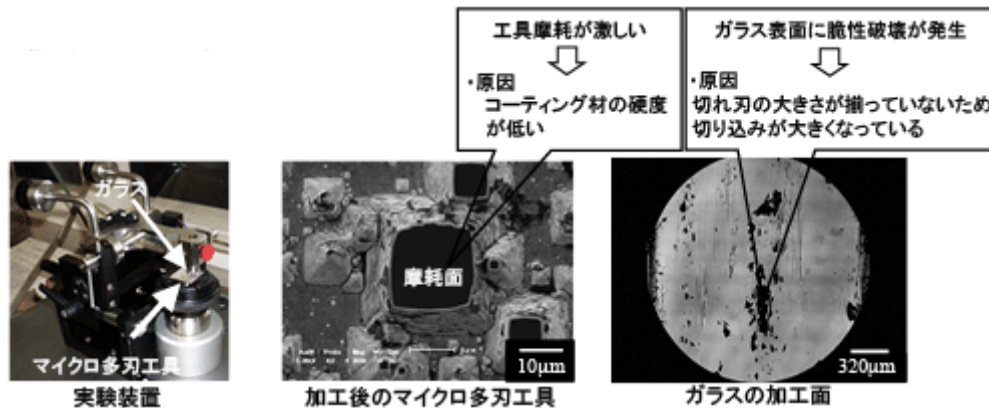 工具摩耗が激しい
・原因
コーティング材の硬度
が低い
ガラス表面に脆性破壊が発生
・原因
切れ刃の大きさが揃っていないため
切り込みが大きくなっている
ガラス
マイクロ多刃工具
実験装置
摩耗面
10μm
加工後のマイクロ多刃工具
320μm
ガラスの加工面